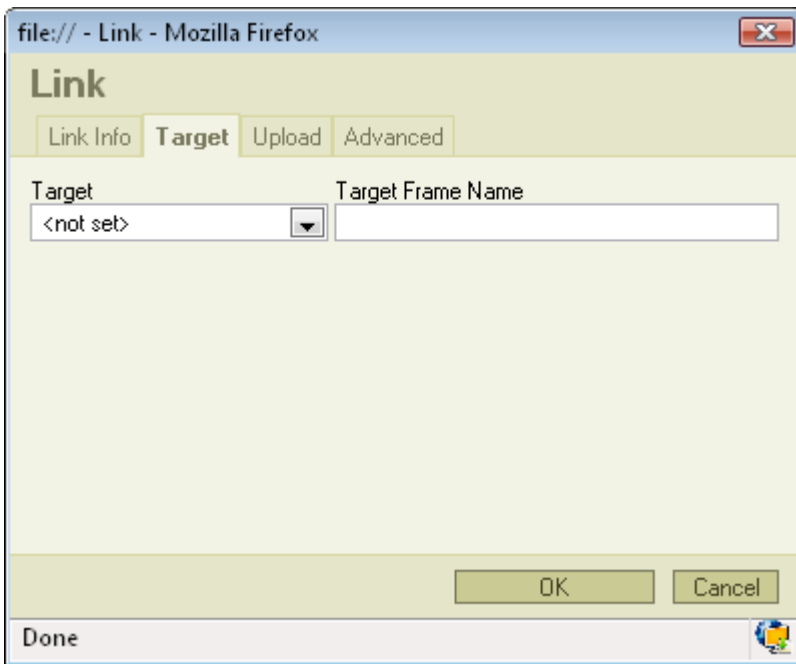 file:// - Link - Mozilla Firefox
Link
Link Info Target Upload Advanced
Target Target Frame Name
<not set>
OK Cancel
Done